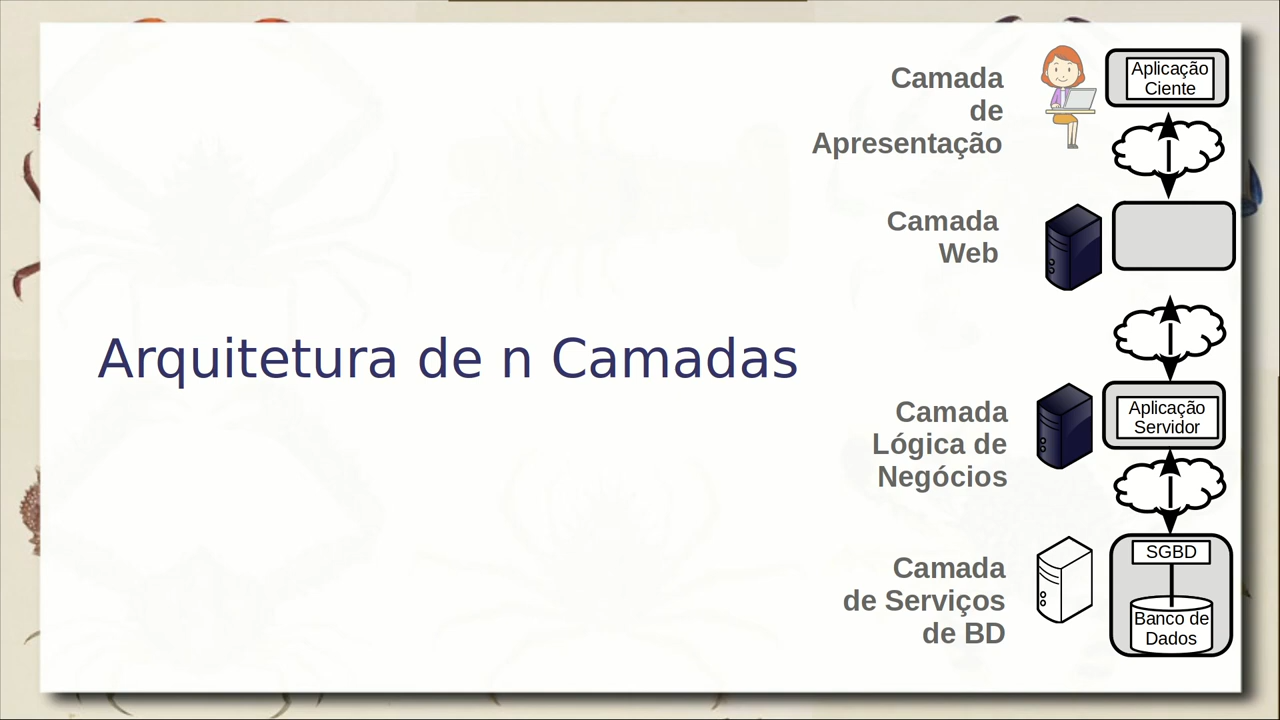 Arquitetura de n Camadas
Camada
de
Apresentação
Aplicação
Ciente
Camada
Web
Camada
Lógica de
Negócios
Aplicação
Servidor
Camada
de Serviços
de BD
SGBD
Banco de
Dados